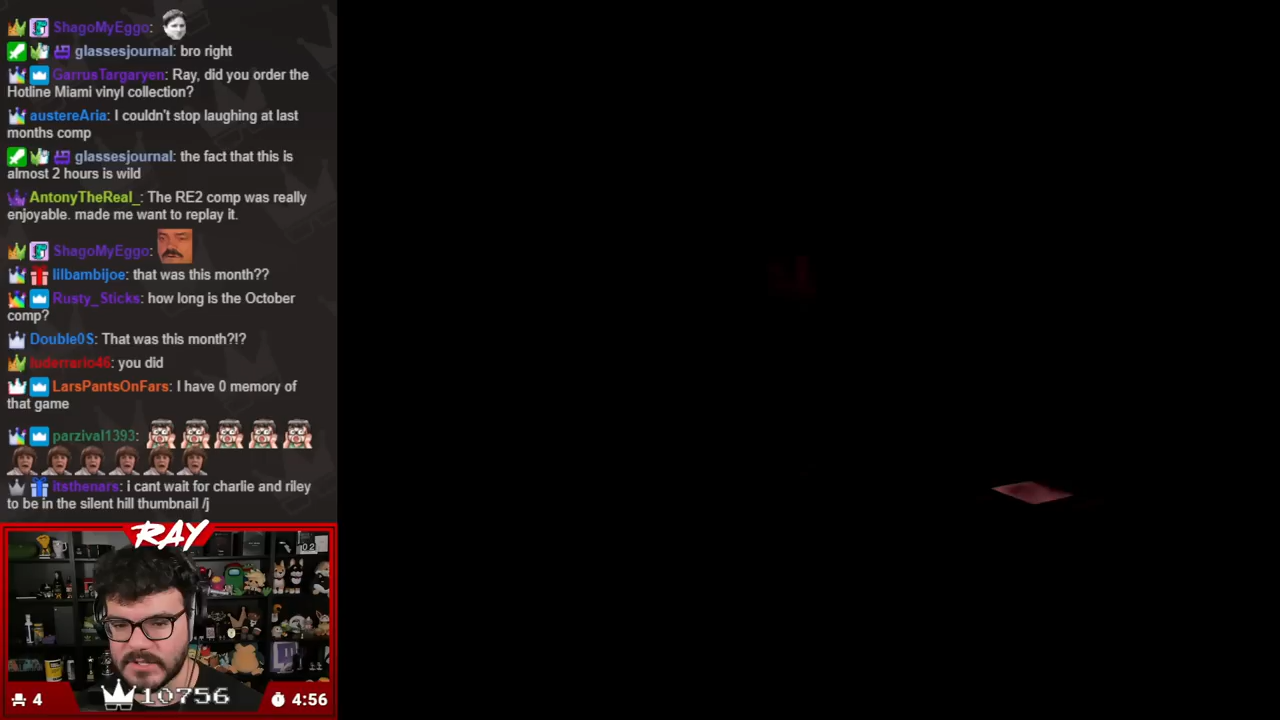 ShagoMyEggo:
glassesjournal: bro right
GarrusTargaryen: Ray, did you order the
Hotline Miami vinyl collection?
austereAria: I couldn't stop laughing at last
months comp
glassesjournal: the fact that this is
almost 2 hours is wild
AntonyTheReal_: The RE2 comp was really
enjoyable. made me want to replay it.
ShagoMyEggo:
lilbambijoe: that was this month??
Rusty_Sticks: how long is the October
comp?
Double0S: That was this month?!?
luderrario46: you did
LarsPantsOnFars: I have 0 memory of
that game
parzival1393:
itsthenars: i cant wait for charlie and riley
to be in the silent hill thumbnail /j
RAY
02
4
10756
4:56